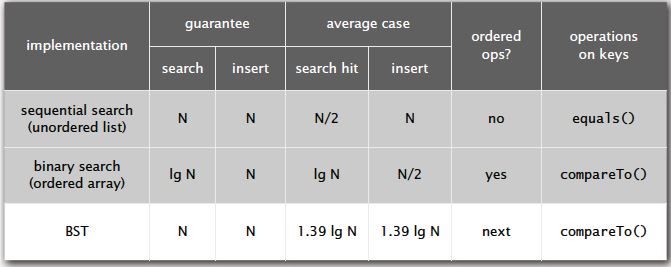 implementation guarantee average case ordered ops? operations on keys
search insert search hit insert
sequential search (unordered list) N N N/2 N no equals()
binary search (ordered array) lg N N lg N N/2 yes compareTo()
BST N N 1.39 lg N 1.39 lg N next compareTo()